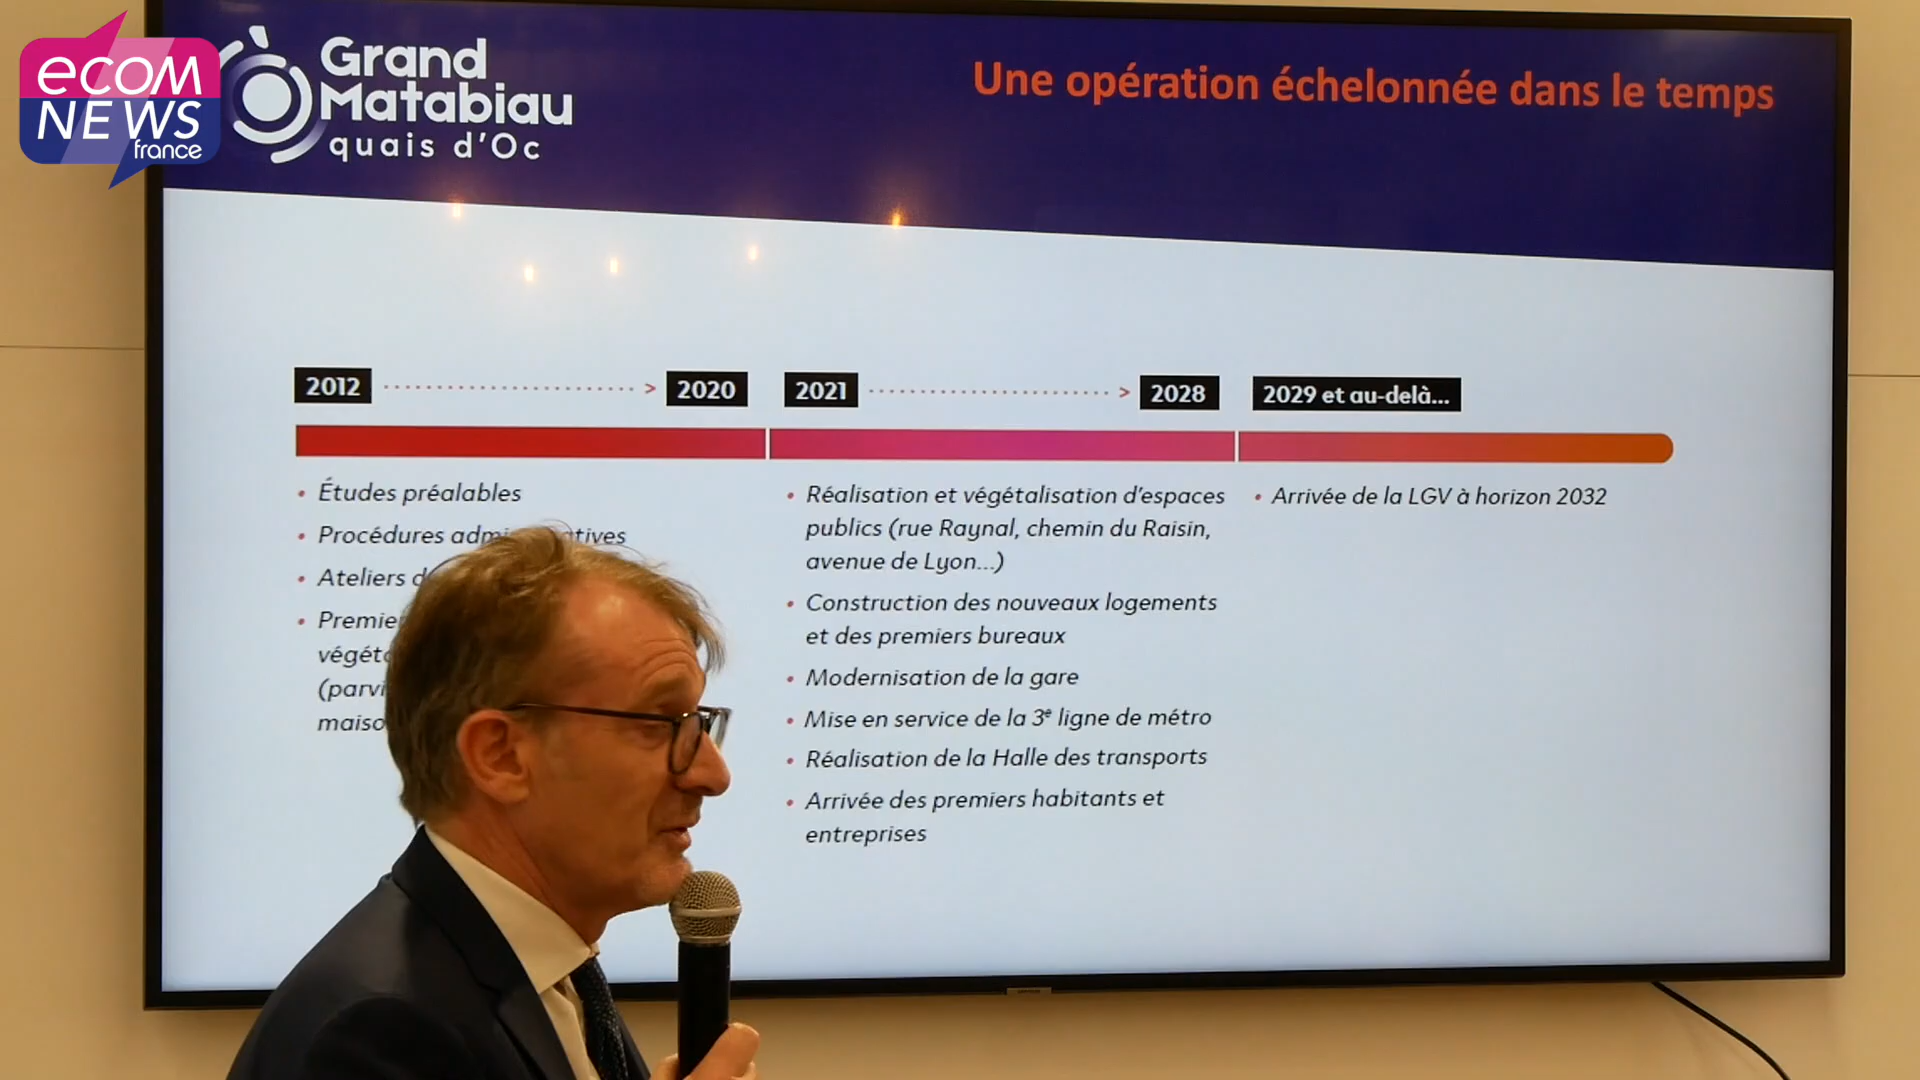 ecom
NEWS
france
Grand
Matabiau
quais d'Oc
Une opération échelonnée dans le temps
2012 > 2020
2021 > 2028
2029 et au-delà...
• Études préalables
• Procédures
• Ateliers
(parvi
maiso
• Réalisation et végétalisation d'espaces
publics (rue Raynal, chemin du Raisin,
avenue de Lyon...)
• Construction des nouveaux logements
et des premiers bureaux
• Modernisation de la gare
• Mise en service de la 3e ligne de métro
• Réalisation de la Halle des transports
• Arrivée des premiers habitants et
entreprises
• Arrivée de la LGV à horizon 2032